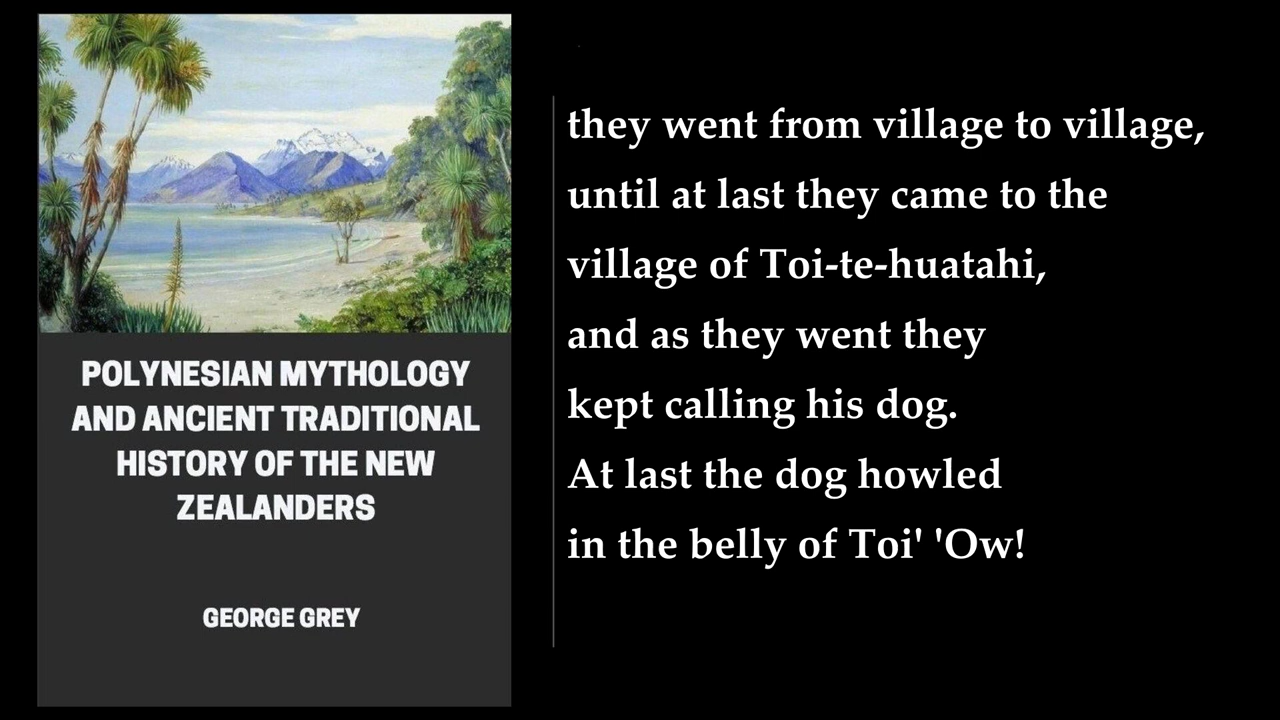 POLYNESIAN MYTHOLOGY
AND ANCIENT TRADITIONAL
HISTORY OF THE NEW
ZEALANDERS
GEORGE GREY
they went from village to village,
until at last they came to the
village of Toi-te-huatahi,
and as they went they
kept calling his dog.
At last the dog howled
in the belly of Toi' 'Ow!